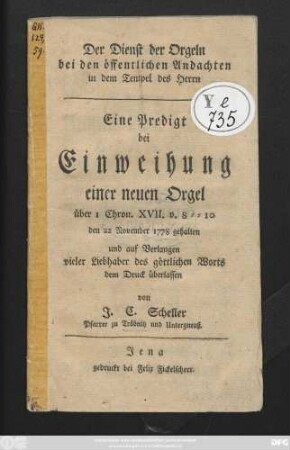 Der Dienst der Orgeln
bei den öffentlichen Andachten
in dem Tempel des Herrn
Y e
735
Eine Predigt
bei
Einweihung
einer neuen Orgel
über 1 Chron. XVII. v. 8 = = 10
den 22 November 1778 gehalten
und auf Verlangen
vieler Liebhaber des göttlichen Worts
dem Druck überlassen
von
J. C. Scheller
Pfarrer zu Tröbnitz und Untergneuß.
Jena
gedruckt bei Felix Fickelscherr.